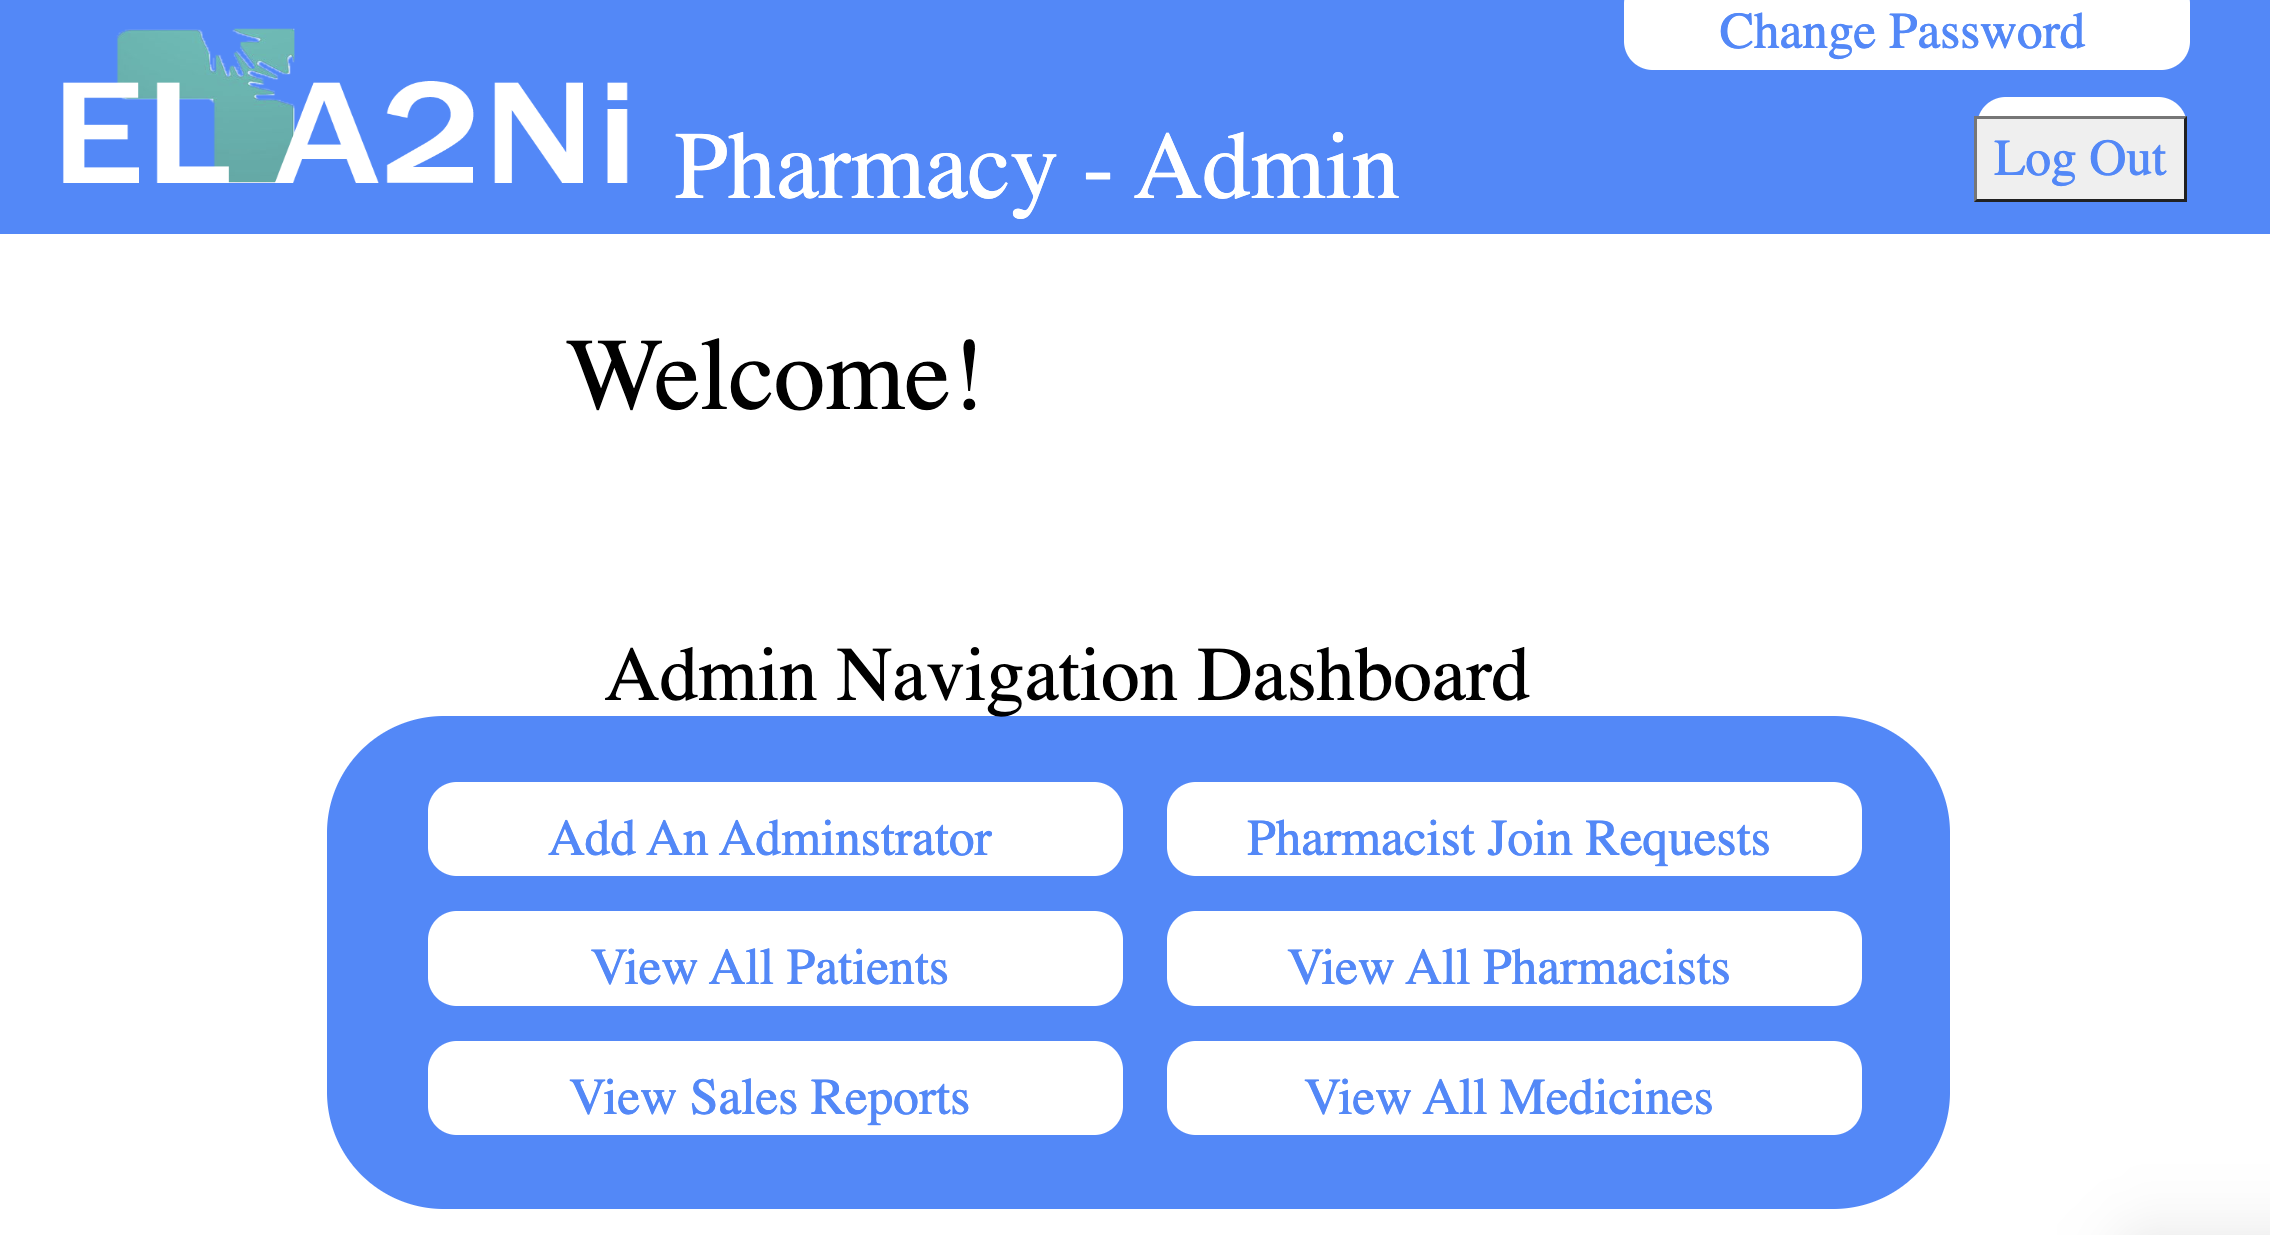 Change Password
EL A2Ni
Pharmacy - Admin
Log Out
Welcome!
Admin Navigation Dashboard
Add An Adminstrator
Pharmacist Join Requests
View All Patients
View All Pharmacists
View Sales Reports
View All Medicines